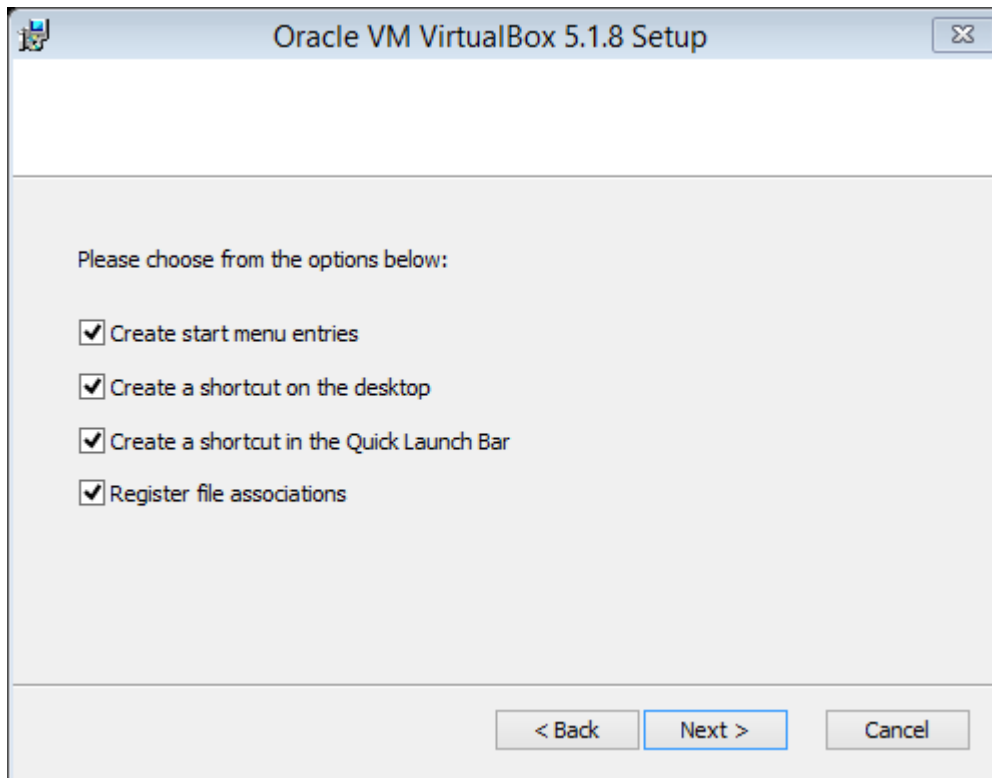 Oracle VM VirtualBox 5.1.8 Setup
Please choose from the options below:
Create start menu entries
Create a shortcut on the desktop
Create a shortcut in the Quick Launch Bar
Register file associations
< Back Next > Cancel